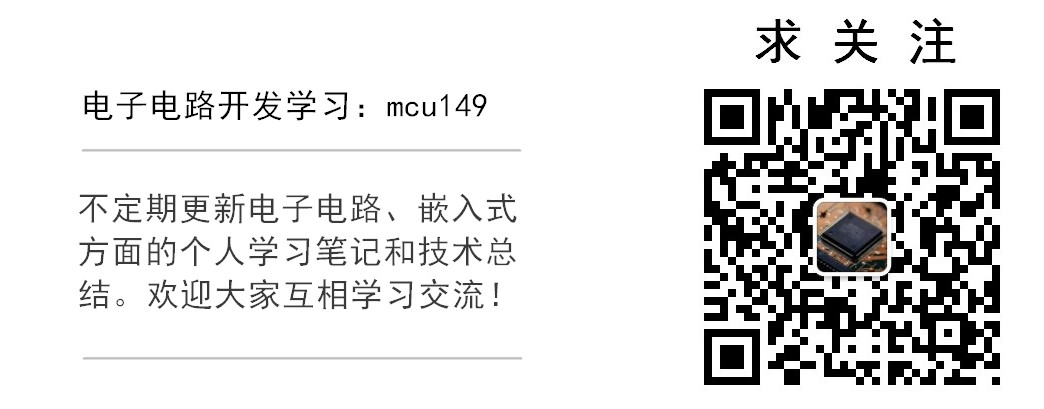 求关注
电子电路开发学习：mcu149
不定期更新电子电路、嵌入式
方面的个人学习笔记和技术总
结。欢迎大家互相学习交流！